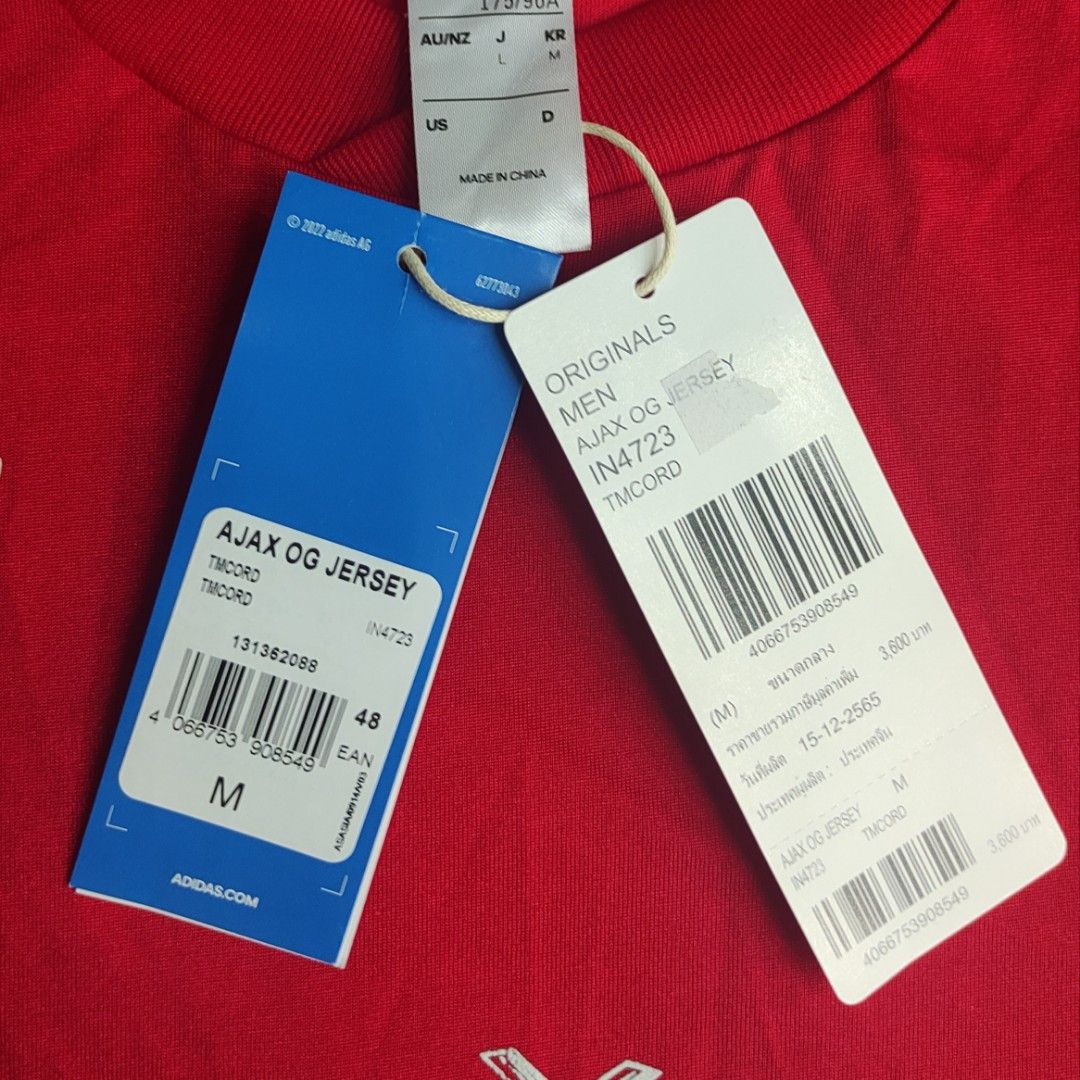 175/96A
AU/NZ J KR
L M
US D
MADE IN CHINA
© 2022 adidas AG
62773043
AJAX OG JERSEY
TMCORD
TMCORD
IN4723
131362088
48
4 066753 908549
EAN
M
ADIDAS.COM
ORIGINALS
MEN
AJAX OG JERSEY
IN4723
TMCORD
4066753908549
(M) ขนาดกลาง
ราคาขายรวมภาษีมูลค่าเพิ่ม 3,600 บาท
วันที่ผลิต 15-12-2565
ประเทศผู้ผลิต : ประเทศจีน
AJAX OG JERSEY M
IN4723 TMCORD
3,600 บาท
4066753908549